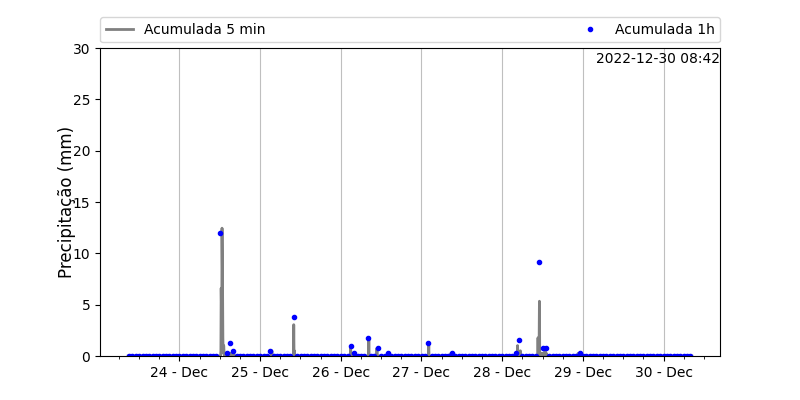 Acumulada 5 min
Acumulada 1h
2022-12-30 08:42
30
25
20
15
10
5
0
Precipitação (mm)
24 - Dec
25 - Dec
26 - Dec
27 - Dec
28 - Dec
29 - Dec
30 - Dec